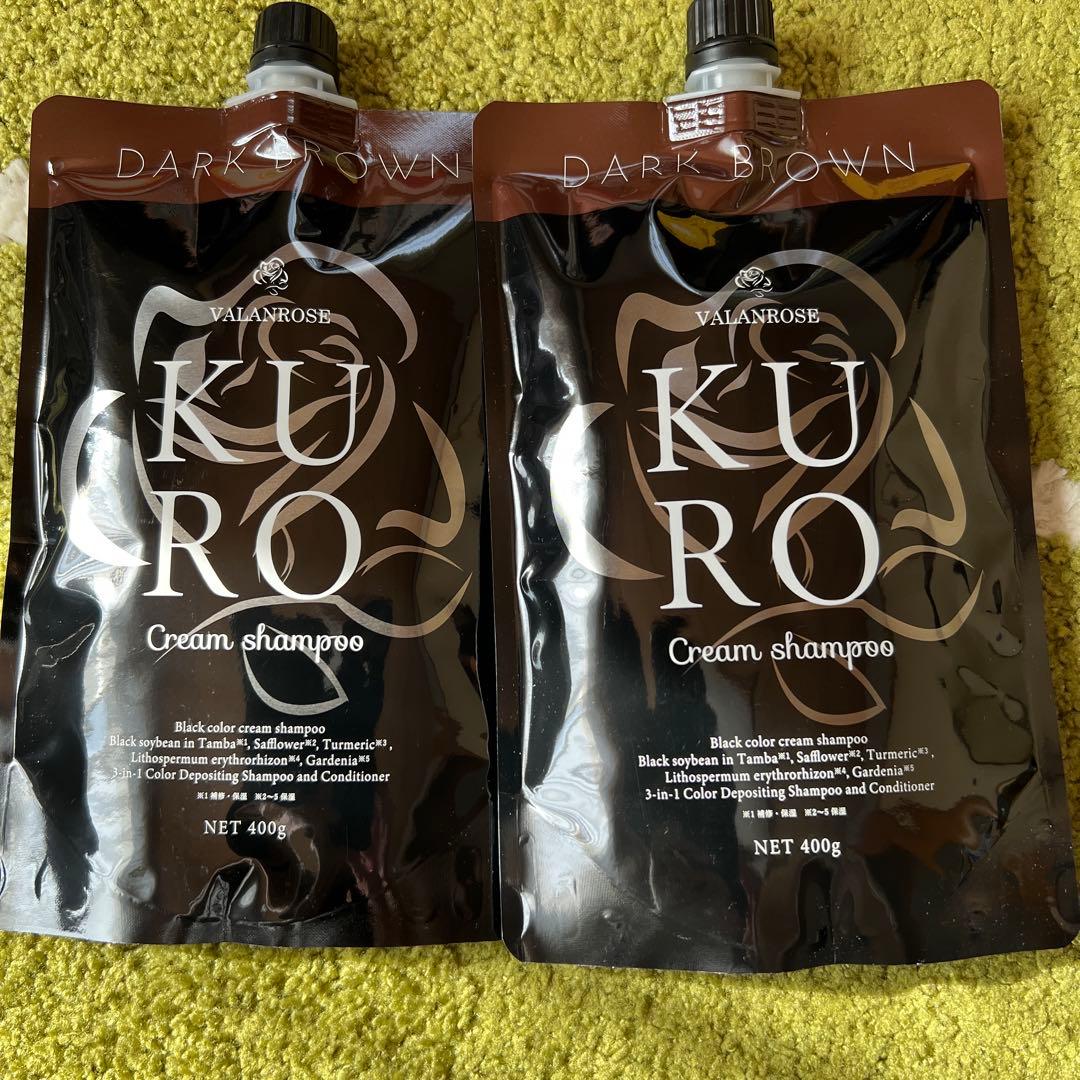 DARK BROWN
VALANROSE
KU
RO
Cream shampoo
Black color cream shampoo
Black soybean in Tamba※1, Safflower※2, Turmeric※3,
Lithospermum erythrorhizon※4, Gardenia※5
3-in-1 Color Depositing Shampoo and Conditioner
※1 補修・保湿 ※2〜5 保湿
NET 400g
DARK BROWN
VALANROSE
KU
RO
Cream shampoo
Black color cream shampoo
Black soybean in Tamba※1, Safflower※2, Turmeric※3,
Lithospermum erythrorhizon※4, Gardenia※5
3-in-1 Color Depositing Shampoo and Conditioner
※1 補修・保湿 ※2〜5 保湿
NET 400g